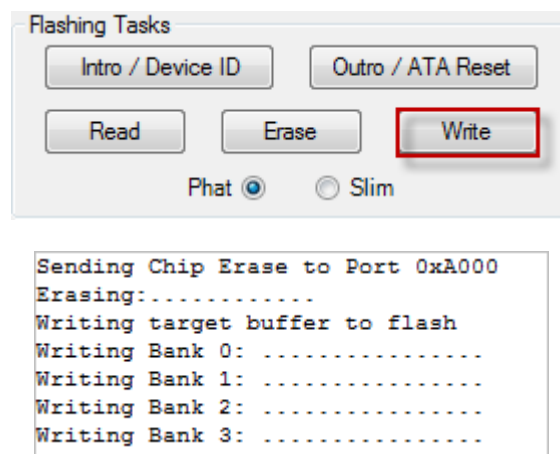 Flashing Tasks
Intro / Device ID Outro / ATA Reset
Read Erase Write
Phat Slim
Sending Chip Erase to Port 0xA000
Erasing:............
Writing target buffer to flash
Writing Bank 0: ................
Writing Bank 1: ................
Writing Bank 2: ................
Writing Bank 3: ................